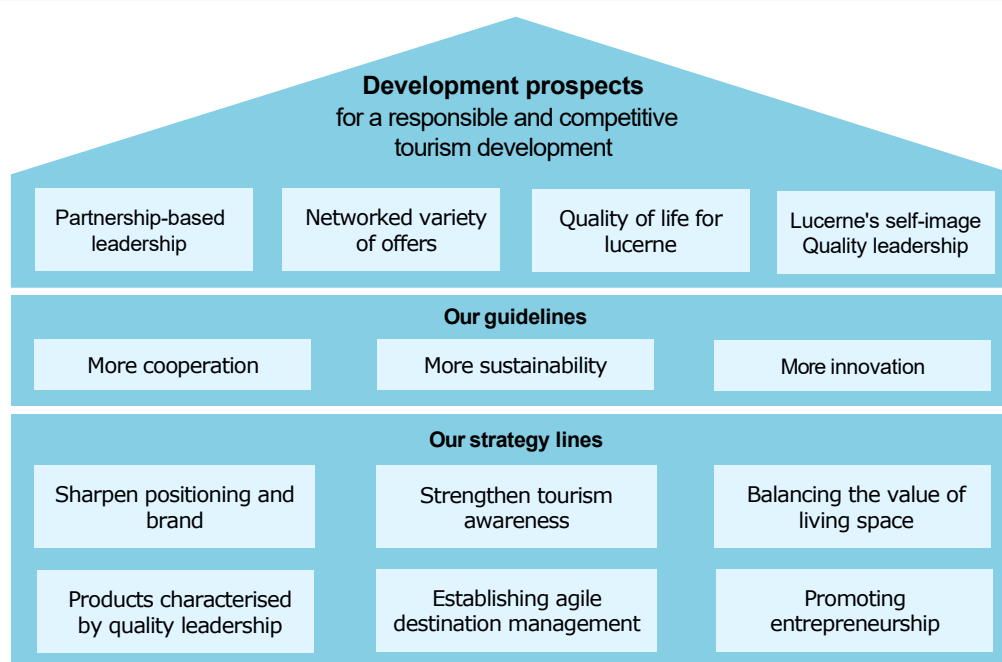 Development prospects
for a responsible and competitive
tourism development
Partnership-based
leadership
Networked variety
of offers
Quality of life for
lucerne
Lucerne's self-image
Quality leadership
Our guidelines
More cooperation
More sustainability
More innovation
Our strategy lines
Sharpen positioning and
brand
Strengthen tourism
awareness
Balancing the value of
living space
Products characterised
by quality leadership
Establishing agile
destination management
Promoting
entrepreneurship